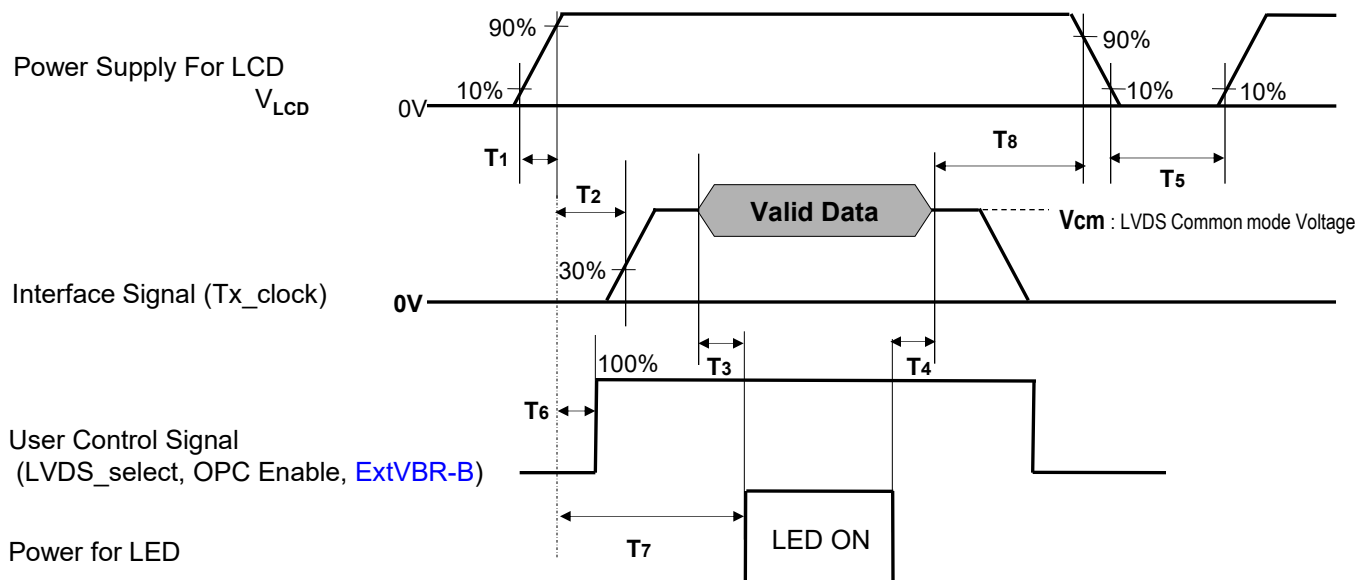 90%
90%
Power Supply For LCD
VLCD
10%
10%
10%
0V
T1
T8
T5
T2
Valid Data
Vcm : LVDS Common mode Voltage
30%
Interface Signal (Tx_clock)
0V
T3
T4
100%
T6
User Control Signal
(LVDS_select, OPC Enable, ExtVBR-B)
T7
LED ON
Power for LED